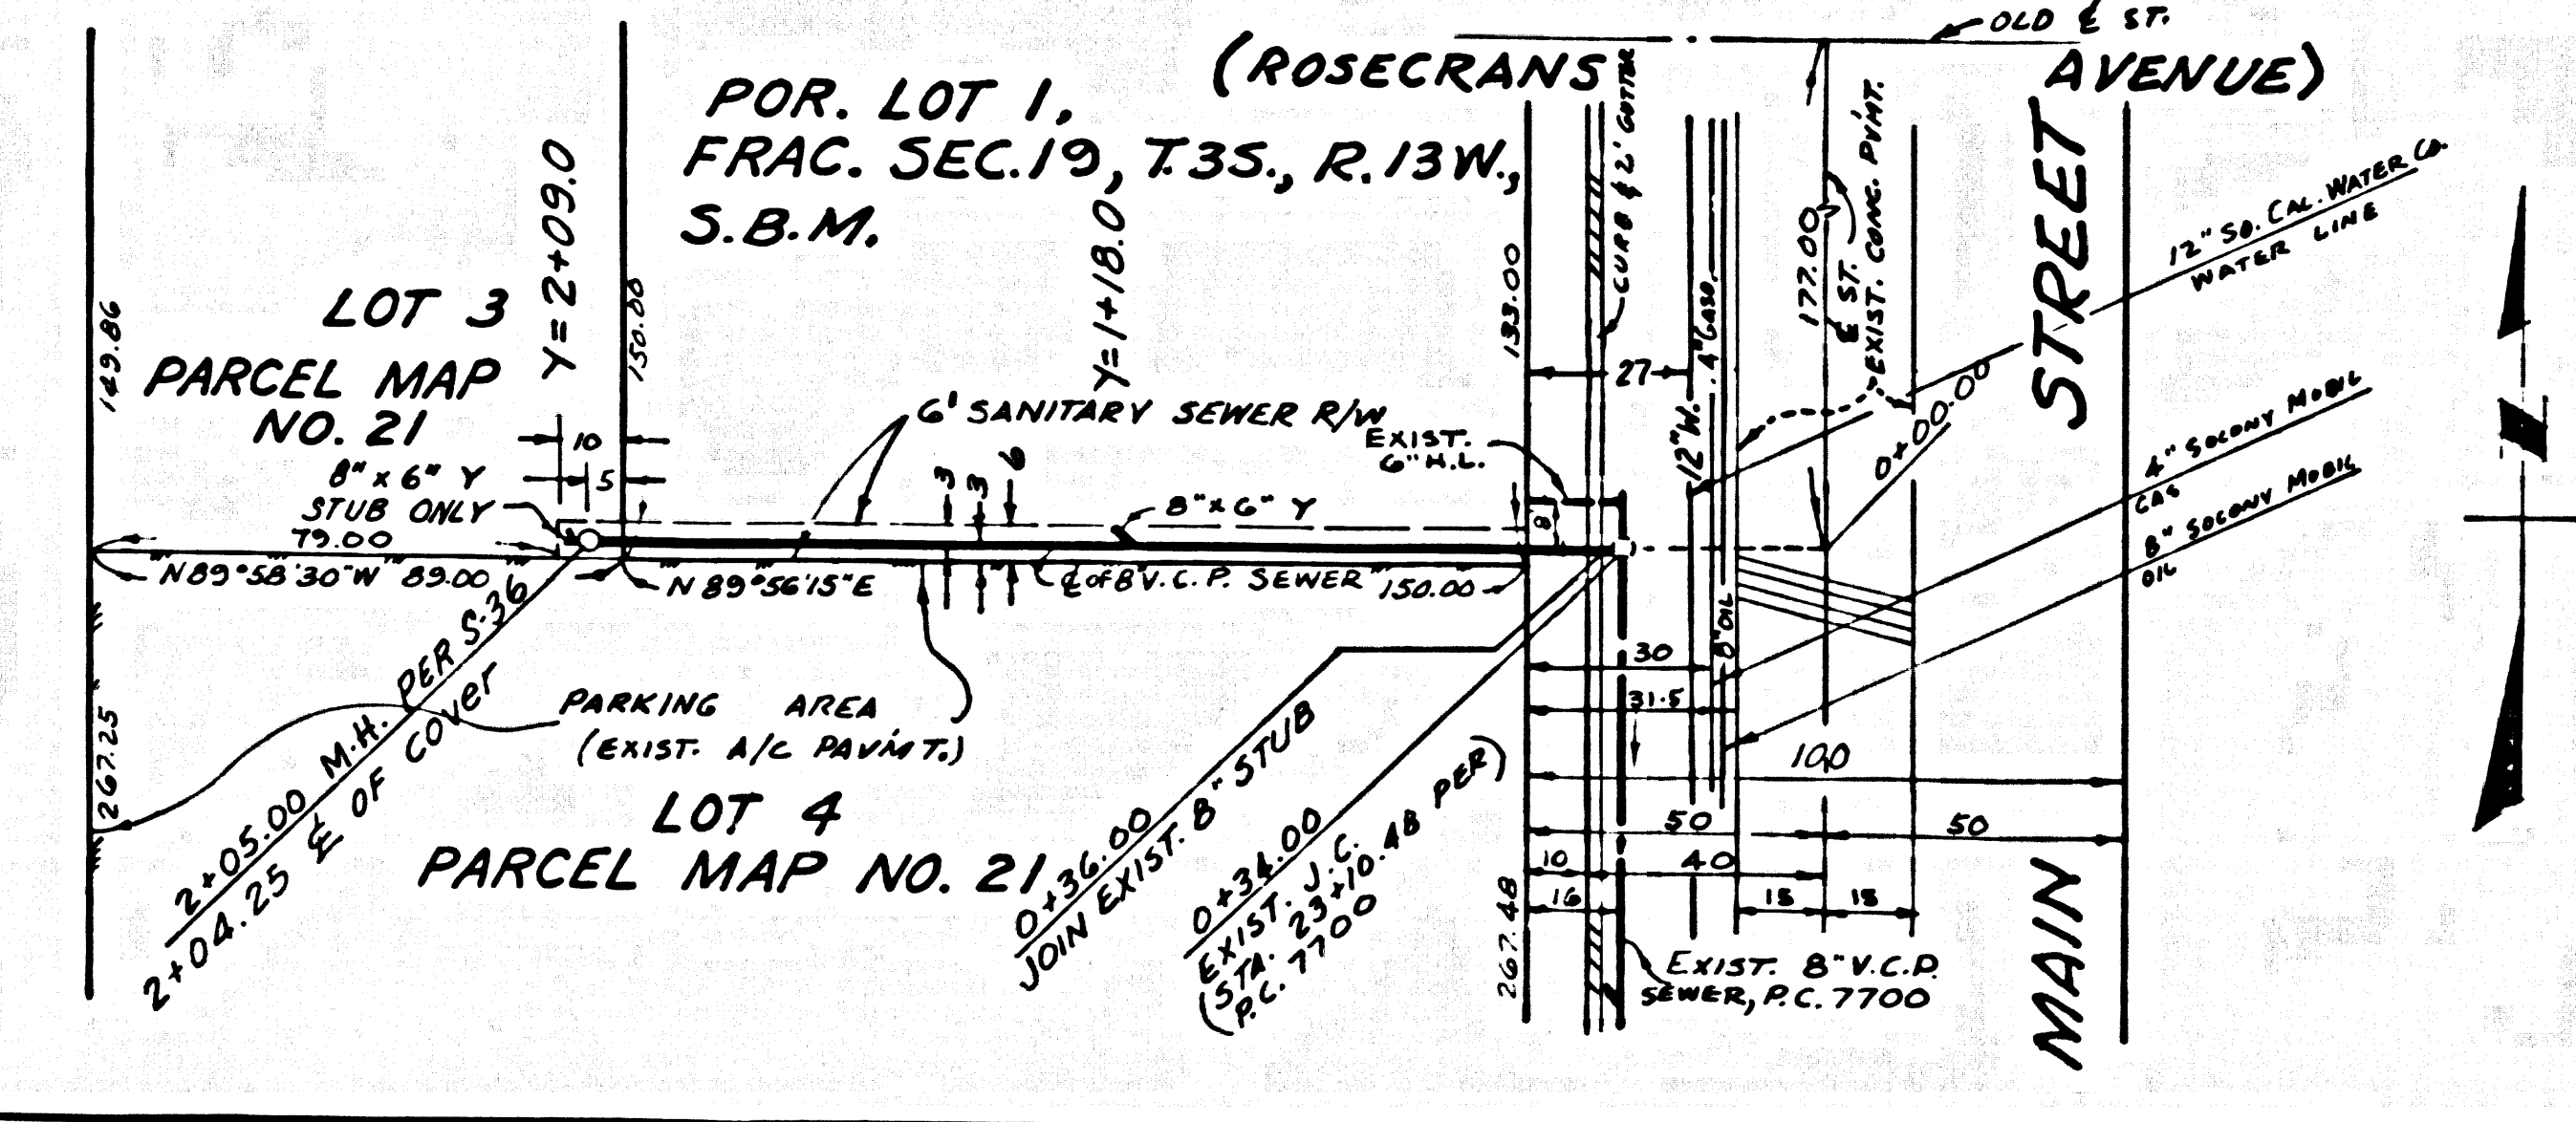 OLD ℄ ST.
(ROSECRANS AVENUE)
POR. LOT 1,
FRAC. SEC. 19, T.3S., R.13W.,
S.B.M.
CURB & 2' GUTTER
℄ ST.
EXIST. CONC. PVMT.
177.00
STREET
12" SO. CAL. WATER CO.
WATER LINE
Y=2+09.0
Y=1+18.0
149.86
150.00
133.00
LOT 3
PARCEL MAP
NO. 21
27
12"W.
4"GASO.
0+00.00
4" SOCONY MOBIL
GAS
8" SOCONY MOBIL
OIL
6' SANITARY SEWER R/W
EXIST.
6" H.L.
10
5
8" x 6" Y
STUB ONLY
3
3
6
8" x 6" Y
8
79.00
N89°58'30"W 89.00
N89°56'15"E
℄ OF 8" V.C.P. SEWER
150.00
8"OIL
30
31.5
PARKING AREA
(EXIST. A/C PAVM'T.)
267.25
2+05.00 M.H. PER S-36
2+04.25 ℄ OF COVER
LOT 4
PARCEL MAP NO. 21
0+36.00
JOIN EXIST. 8" STUB
0+34.00
EXIST. J.C.
(STA. 23+10.48 PER)
P.C. 7700
267.48
100
50
50
10
40
16
15
15
EXIST. 8" V.C.P.
SEWER, P.C. 7700
MAIN